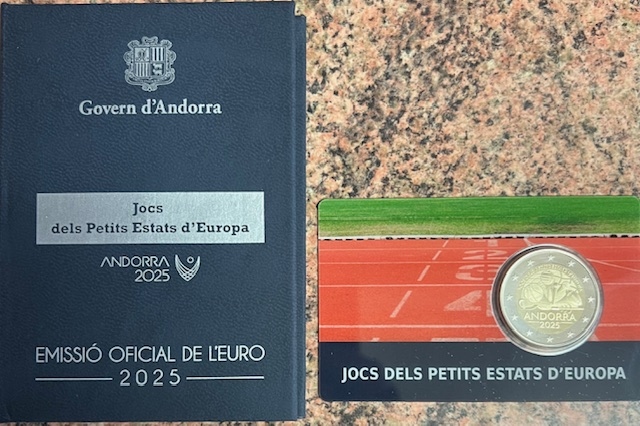 Govern d'Andorra
Jocs
dels Petits Estats d'Europa
ANDORRA
2025
EMISSIÓ OFICIAL DE L'EURO
2025
ANDORRA
2025
JOCS DELS PETITS ESTATS D'EUROPA